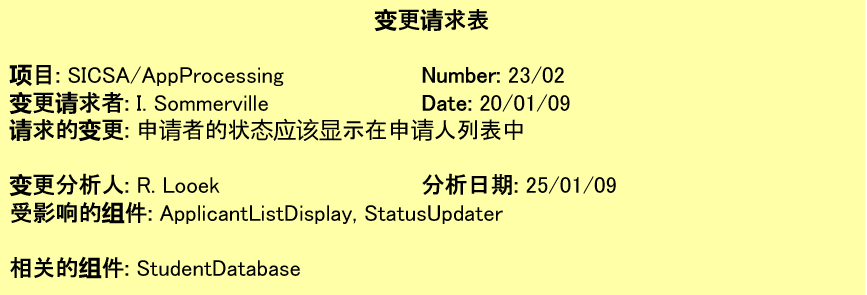 变更请求表
项目: SICSA/AppProcessing Number: 23/02
变更请求者: I. Sommerville Date: 20/01/09
请求的变更: 申请者的状态应该显示在申请人列表中
变更分析人: R. Looek 分析日期: 25/01/09
受影响的组件: ApplicantListDisplay, StatusUpdater
相关的组件: StudentDatabase